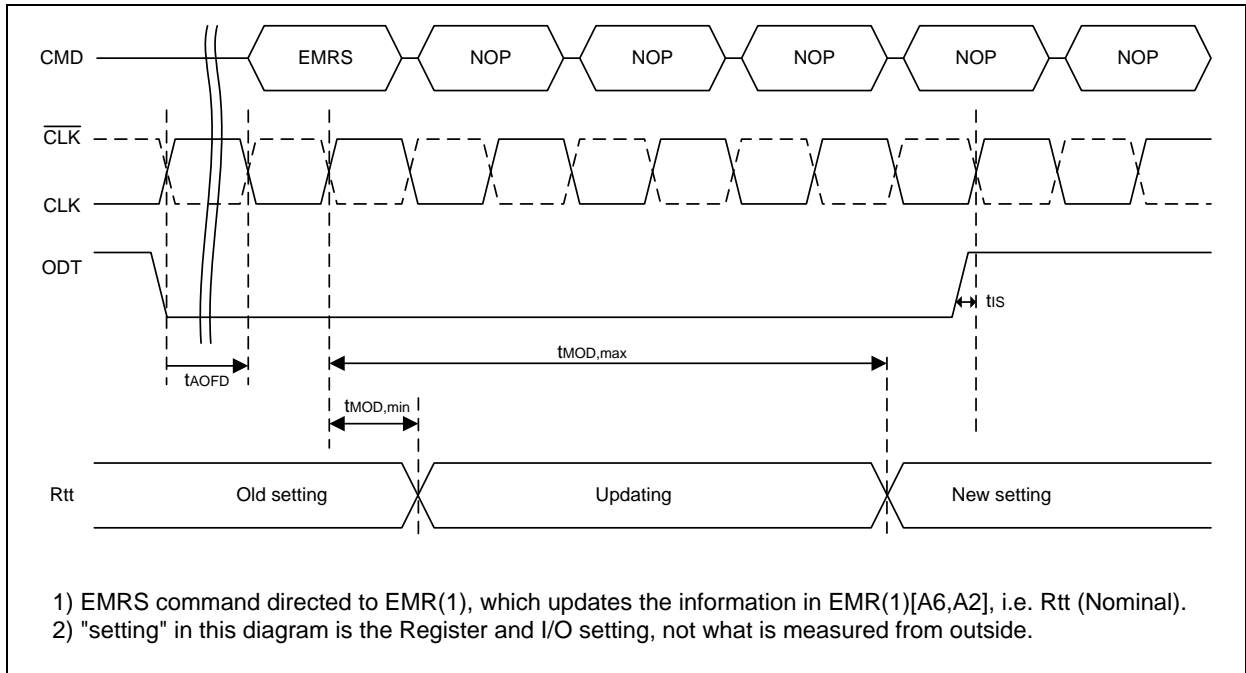 CMD EMRS NOP NOP NOP NOP NOP
CLK
CLK
ODT
tIS
tMOD,max
tAOFD
tMOD,min
Rtt Old setting Updating New setting
1) EMRS command directed to EMR(1), which updates the information in EMR(1)[A6,A2], i.e. Rtt (Nominal).
2) "setting" in this diagram is the Register and I/O setting, not what is measured from outside.